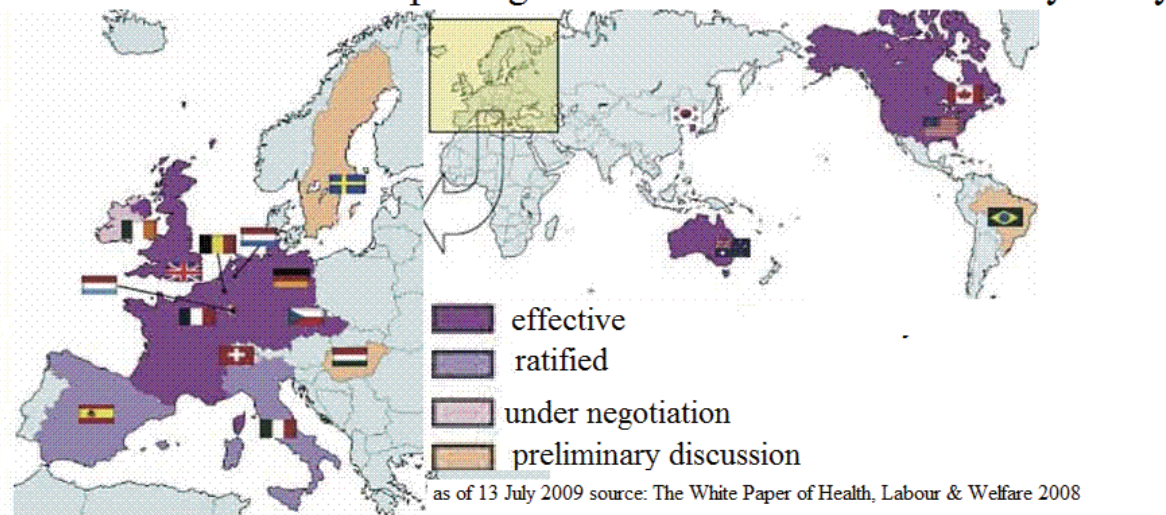 effective
ratified
under negotiation
preliminary discussion
as of 13 July 2009 source: The White Paper of Health, Labour & Welfare 2008